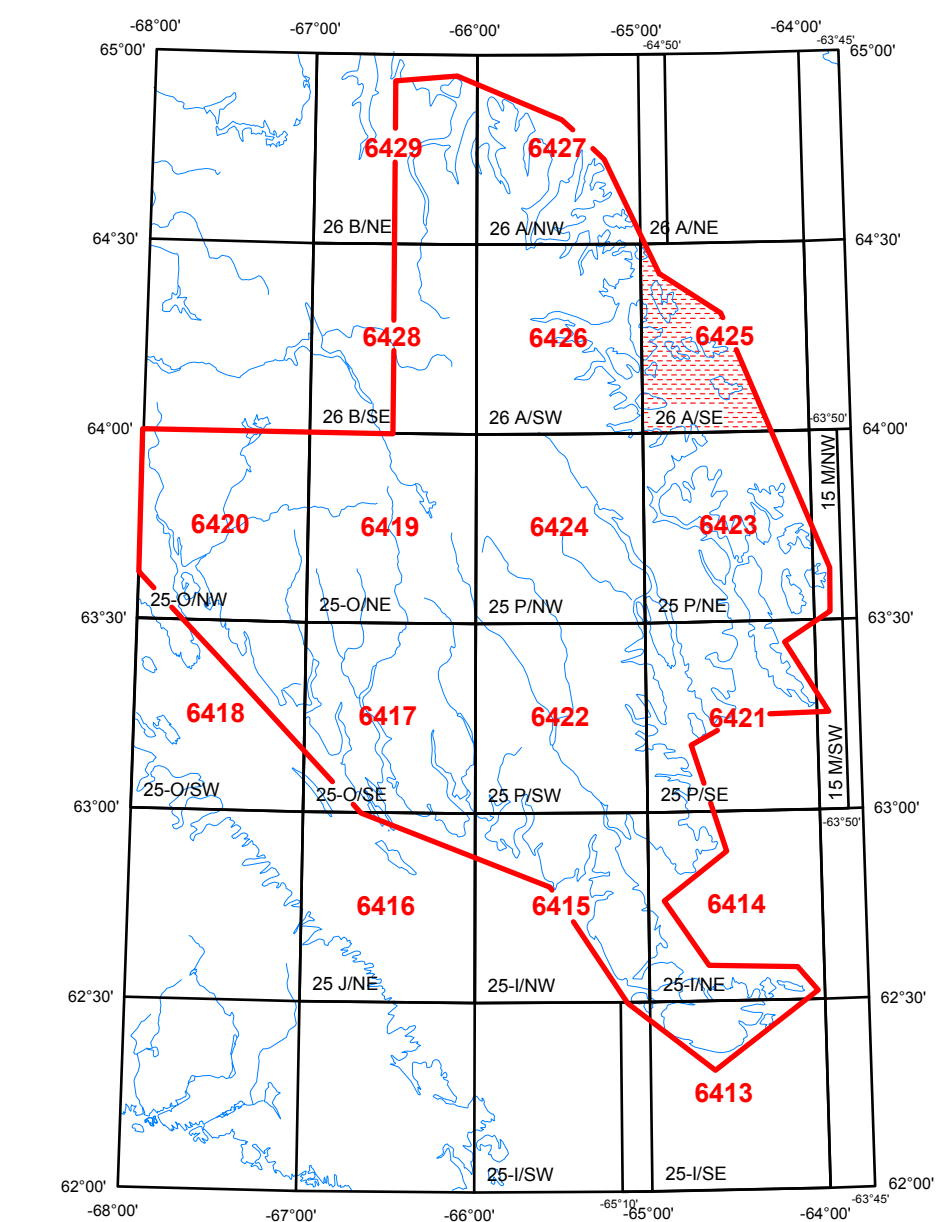 -68°00' -67°00' -66°00' -65°00' -64°00'
-64°50' -63°45'
65°00' 65°00'
6429 6427
26 B/NE 26 A/NW 26 A/NE
64°30' 64°30'
6428 6426 6425
26 B/SE 26 A/SW 26 A/SE -63°50'
64°00' 64°00'
15 M/NW
6420 6419 6424 6423
25-O/NW 25-O/NE 25 P/NW 25 P/NE
63°30' 63°30'
6418 6417 6422 6421
15 M/SW
25-O/SW 25-O/SE 25 P/SW 25 P/SE
63°00' 63°00'
-63°50'
6416 6415 6414
25 J/NE 25-I/NW 25-I/NE
62°30' 62°30'
6413
25-I/SW 25-I/SE
62°00' 62°00'
-65°10' -63°45'
-68°00' -67°00' -66°00' -65°00' -64°00'